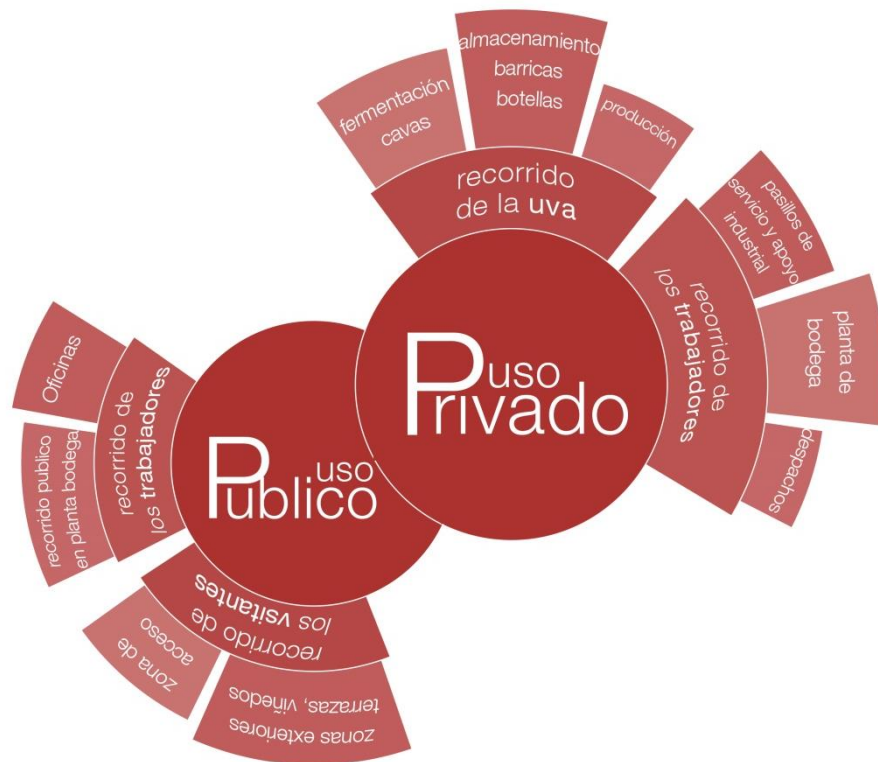 fermentación
cavas
almacenamiento
barricas
botellas
producción
recorrido
de la uva
pasillos de
servicio y apoyo
industrial
recorrido de
los trabajadores
planta de
bodega
despachos
uso
Privado
Oficinas
recorrido de
los trabajadores
recorrido publico
en planta bodega
uso
Publico
recorrido de
los vsitantes
zona de
acceso
zonas exteriores
terrazas, viñedos